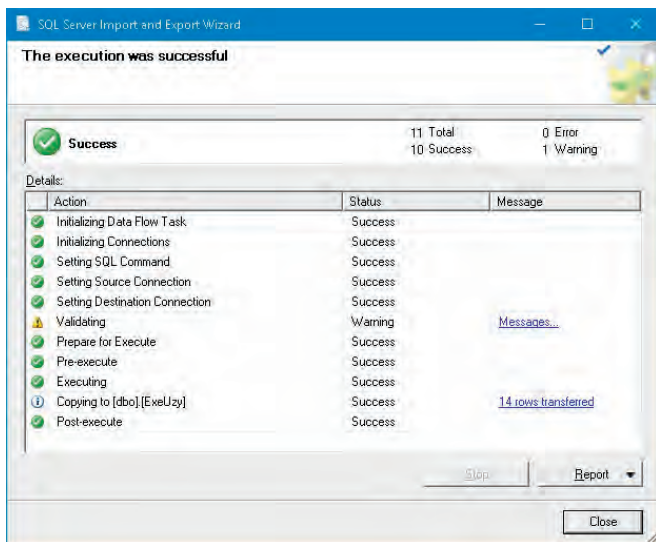 SQL Server Import and Export Wizard
The execution was successful
Success 11 Total 0 Error
10 Success 1 Warning
Details:
Action Status Message
Initializing Data Flow Task Success
Initializing Connections Success
Setting SQL Command Success
Setting Source Connection Success
Setting Destination Connection Success
Validating Warning Messages...
Prepare for Execute Success
Pre-execute Success
Executing Success
Copying to [dbo].[ExelUzy] Success 14 rows transferred
Post-execute Success
Stop Report
Close